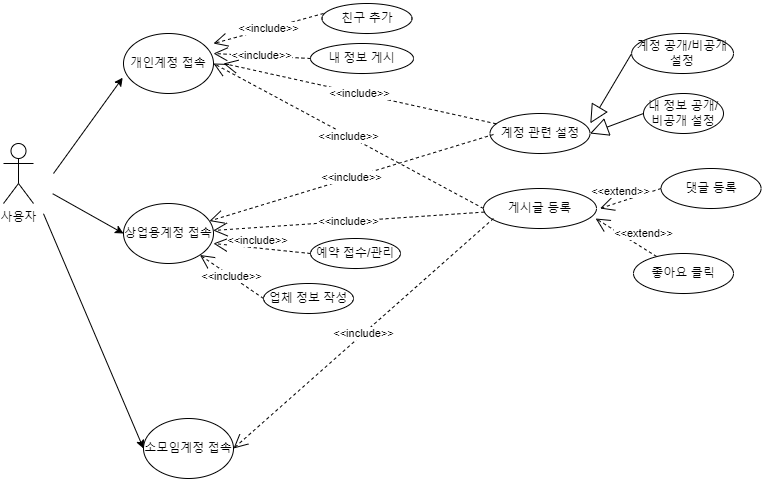 친구 추가
<<include>>
개인계정 접속
<<include>>
내 정보 게시
계정 공개/비공개
설정
<<include>>
내 정보 공개/
비공개 설정
<<include>>
계정 관련 설정
사용자
<<include>>
<<extend>>
댓글 등록
상업용계정 접속
<<include>>
게시글 등록
<<include>>
예약 접수/관리
<<extend>>
<<include>>
업체 정보 작성
좋아요 클릭
<<include>>
소모임계정 접속